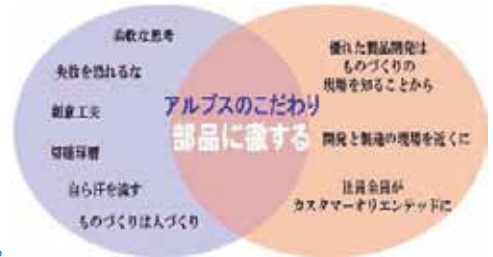 柔軟な思考
失敗を恐れるな
創意工夫
切磋琢磨
自ら汗を流す
ものづくりは人づくり
アルプスのこだわり
部品に徹する
優れた製品開発は
ものづくりの
現場を知ることから
開発と製造の現場を近くに
社員全員が
カスタマーオリエンテッドに